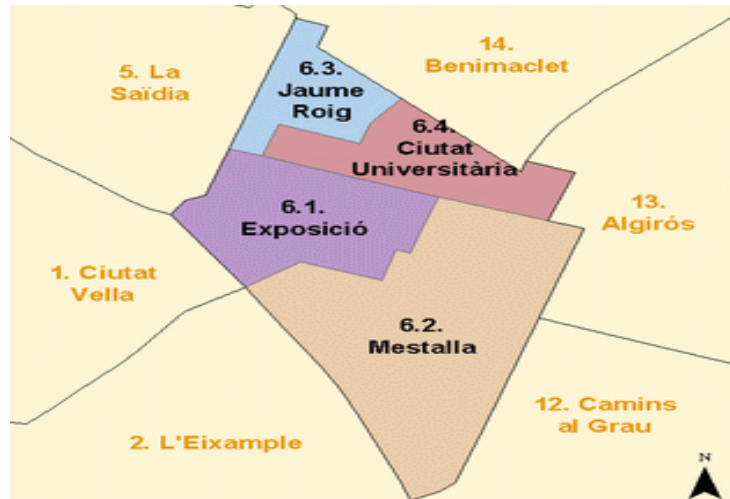 5. La
Saïdia
6.3.
Jaume
Roig
14.
Benimaclet
6.4.
Ciutat
Universitària
13.
Algirós
6.1.
Exposició
1. Ciutat
Vella
6.2.
Mestalla
12. Camins
al Grau
2. L'Eixample
N